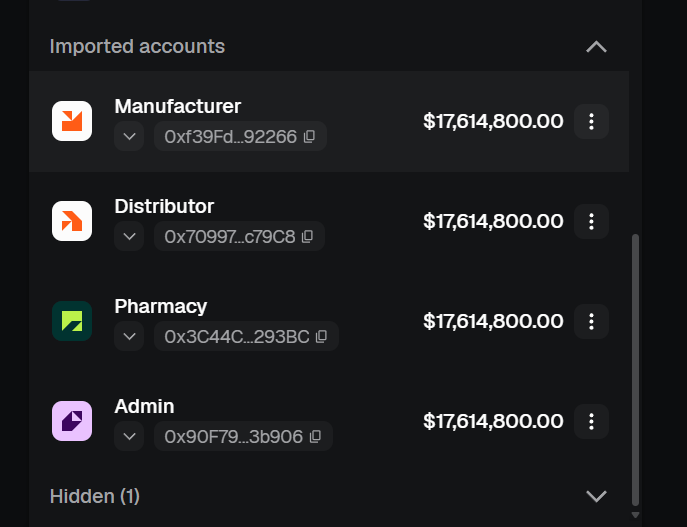 Imported accounts
Manufacturer
0xf39Fd...92266
$17,614,800.00
Distributor
0x70997...c79C8
$17,614,800.00
Pharmacy
0x3C44C...293BC
$17,614,800.00
Admin
0x90F79...3b906
$17,614,800.00
Hidden (1)